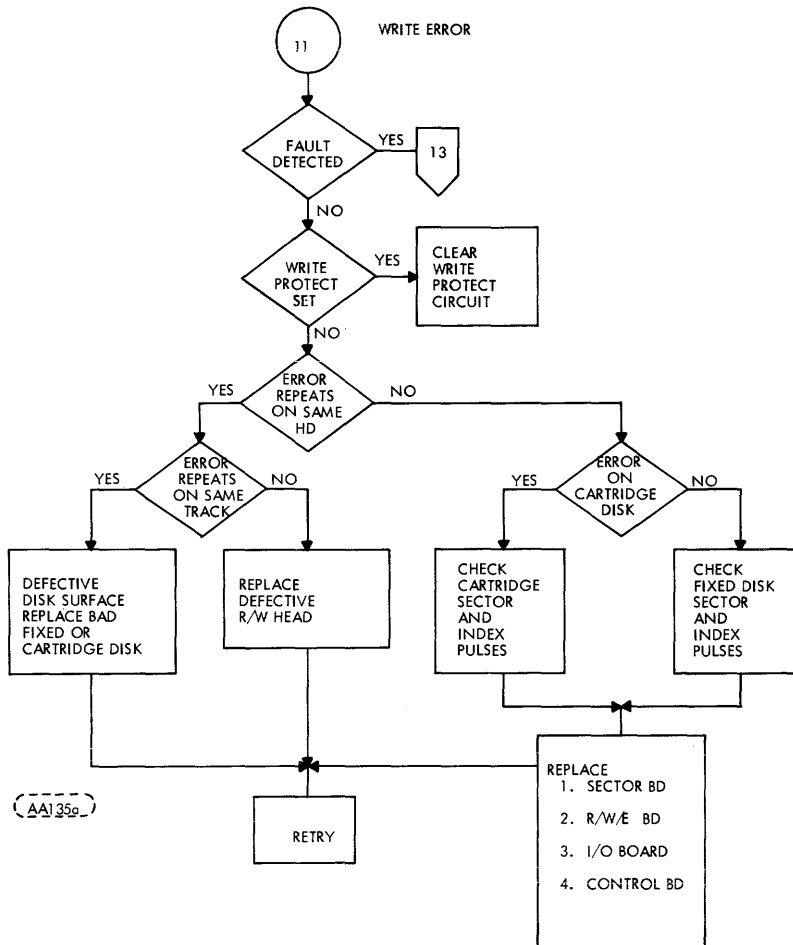 11
WRITE ERROR
FAULT
DETECTED
YES
13
NO
WRITE
PROTECT
SET
YES
CLEAR
WRITE
PROTECT
CIRCUIT
NO
ERROR
REPEATS
ON SAME
HD
YES
NO
ERROR
REPEATS
ON SAME
TRACK
YES
NO
ERROR
ON
CARTRIDGE
DISK
YES
NO
DEFECTIVE
DISK SURFACE
REPLACE BAD
FIXED OR
CARTRIDGE DISK
REPLACE
DEFECTIVE
R/W HEAD
CHECK
CARTRIDGE
SECTOR
AND
INDEX
PULSES
CHECK
FIXED DISK
SECTOR
AND
INDEX
PULSES
REPLACE
1. SECTOR BD
2. R/W/E BD
3. I/O BOARD
4. CONTROL BD
RETRY
AA135a